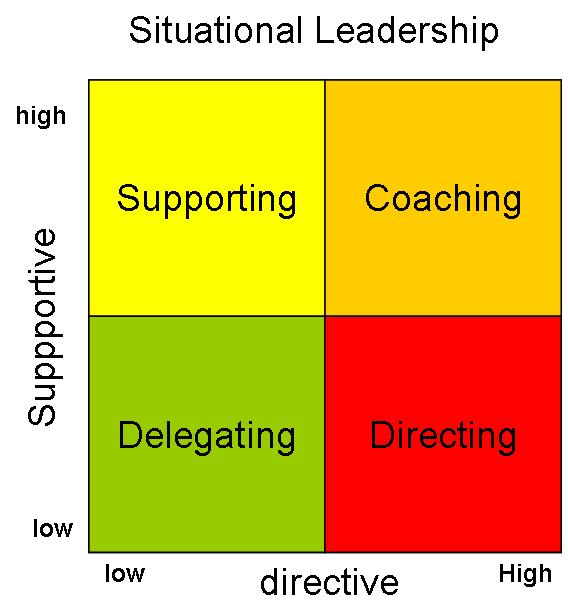 Situational Leadership
high
Supporting
Coaching
Suppportive
Delegating
Directing
low
low
directive
High